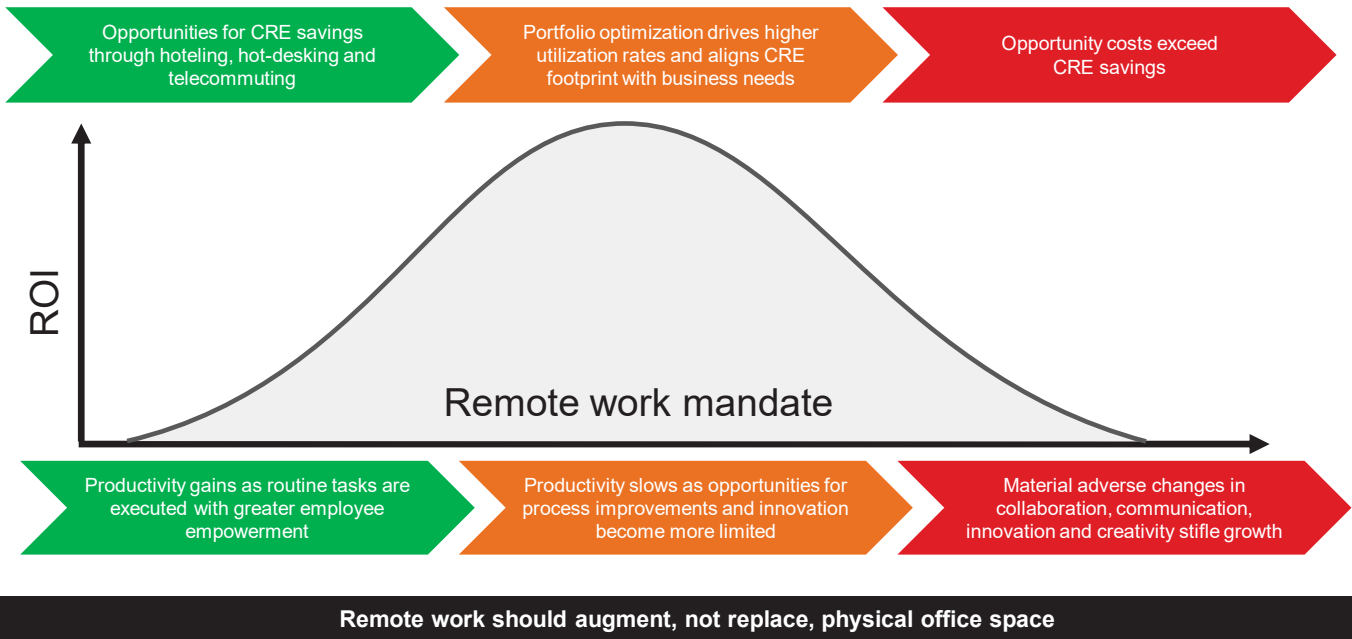 Opportunities for CRE savings
through hoteling, hot-desking and
telecommuting
Portfolio optimization drives higher
utilization rates and aligns CRE
footprint with business needs
Opportunity costs exceed
CRE savings
ROI
Remote work mandate
Productivity gains as routine tasks are
executed with greater employee
empowerment
Productivity slows as opportunities for
process improvements and innovation
become more limited
Material adverse changes in
collaboration, communication,
innovation and creativity stifle growth
Remote work should augment, not replace, physical office space